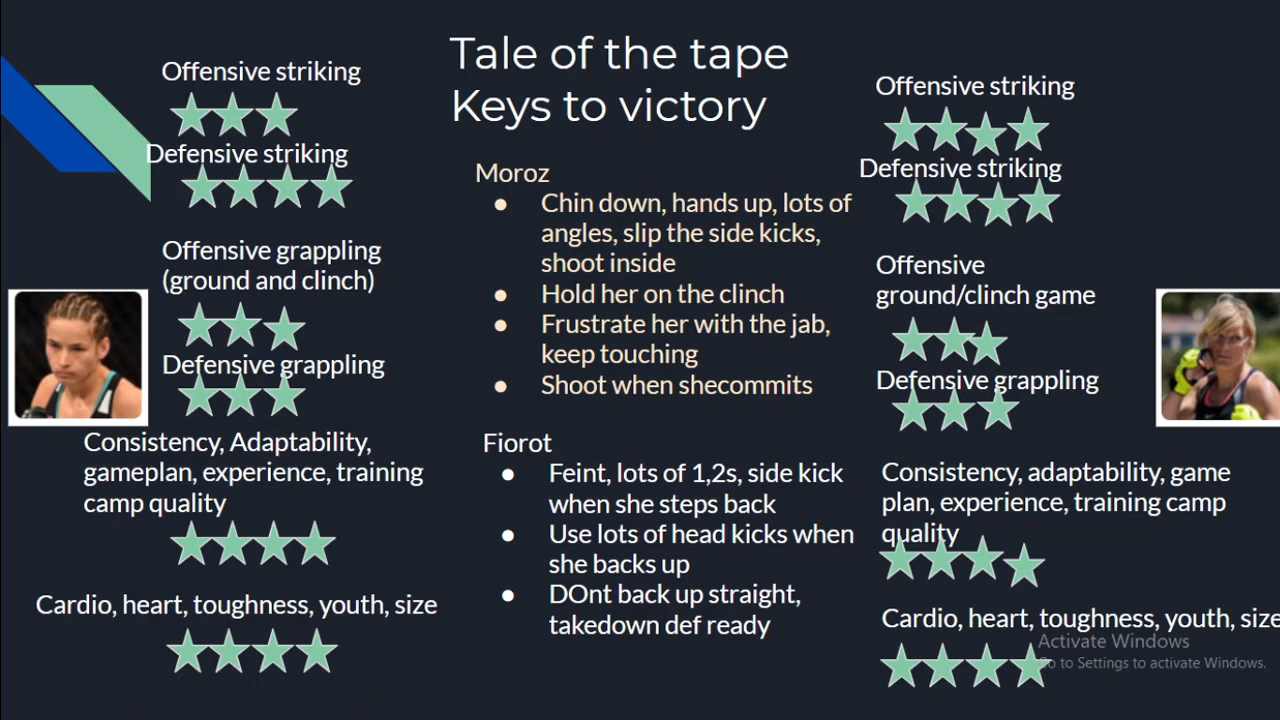 Tale of the tape
Keys to victory
Offensive striking
Defensive striking
Offensive grappling
(ground and clinch)
Defensive grappling
Consistency, Adaptability,
gameplan, experience, training
camp quality
Cardio, heart, toughness, youth, size
Moroz
● Chin down, hands up, lots of
angles, slip the side kicks,
shoot inside
● Hold her on the clinch
● Frustrate her with the jab,
keep touching
● Shoot when shecommits
Fiorot
● Feint, lots of 1,2s, side kick
when she steps back
● Use lots of head kicks when
she backs up
● DOnt back up straight,
takedown def ready
Offensive striking
Defensive striking
Offensive
ground/clinch game
Defensive grappling
Consistency, adaptability, game
plan, experience, training camp
quality
Cardio, heart, toughness, youth, size
Activate Windows
Go to Settings to activate Windows.